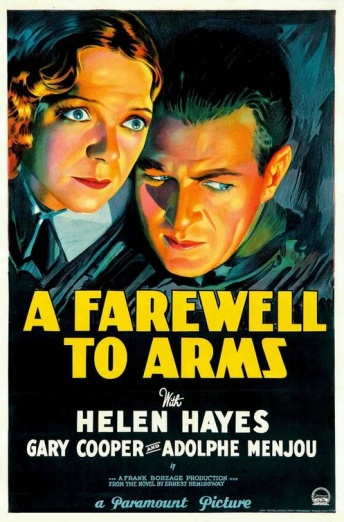 A FAREWELL
TO ARMS
With
HELEN HAYES
GARY COOPER AND ADOLPHE MENJOU
... A FRANK BORZAGE PRODUCTION ...
FROM THE NOVEL BY ERNEST HEMINGWAY
a Paramount Picture